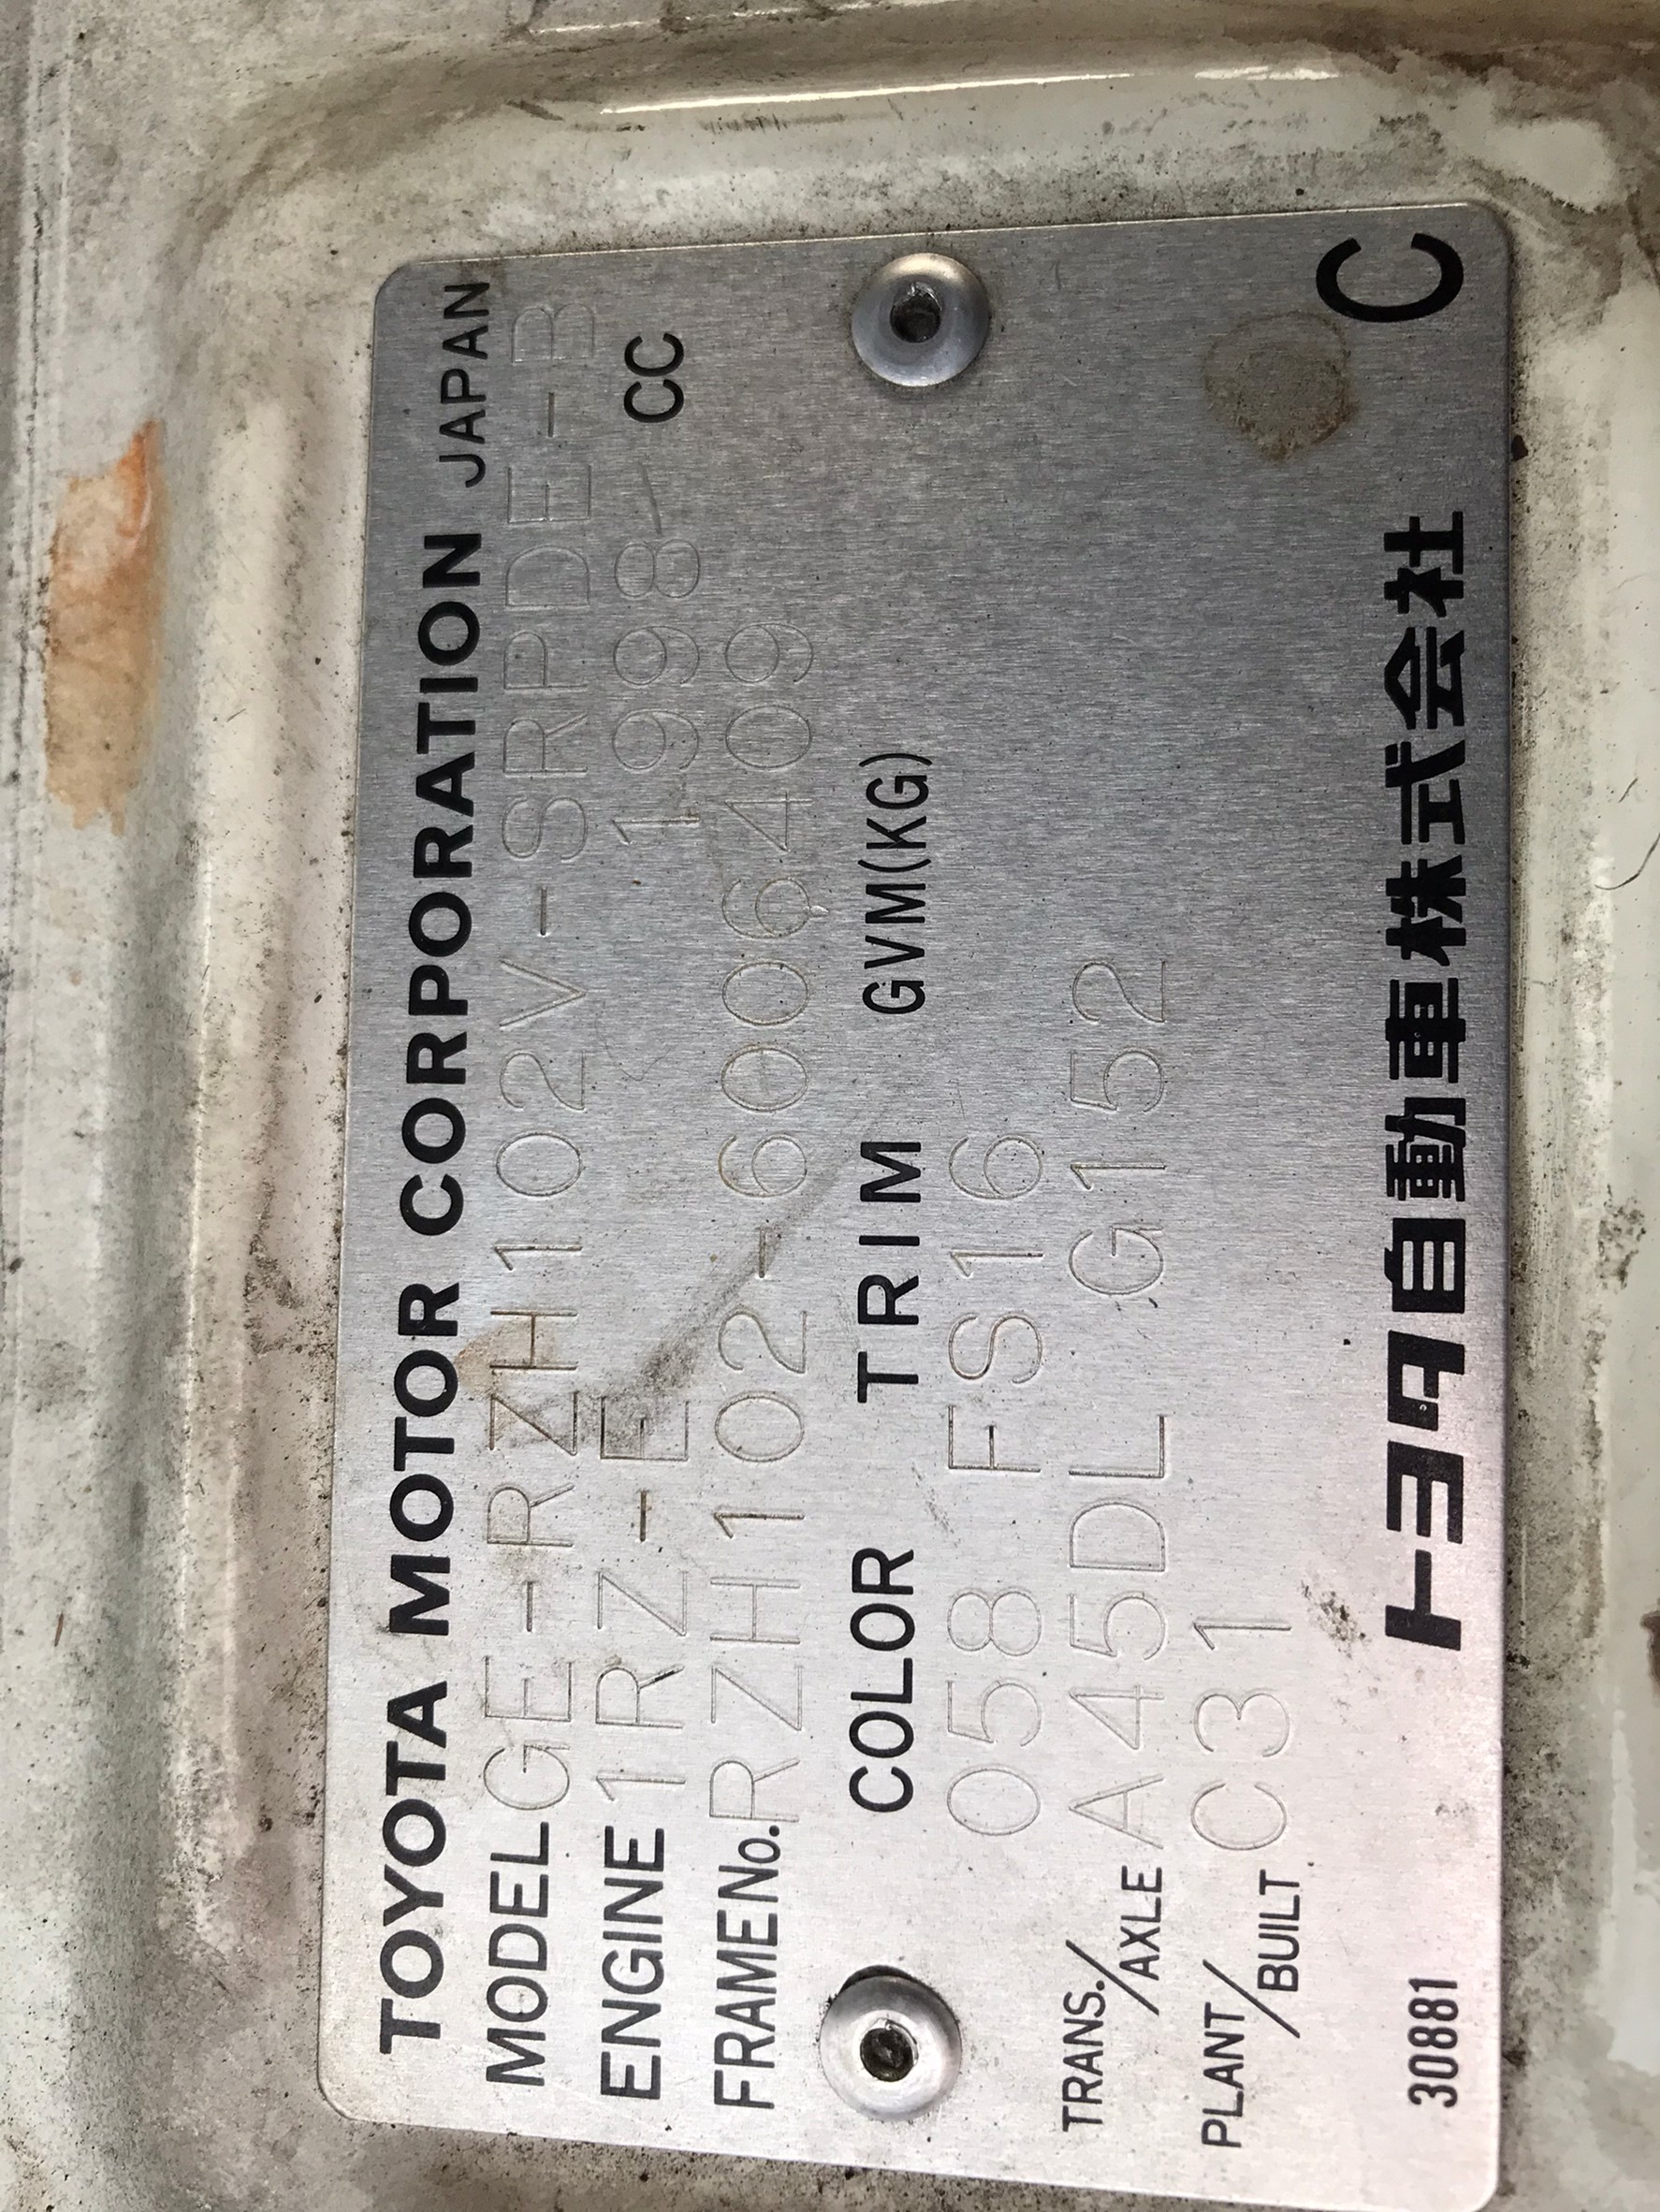 TOYOTA MOTOR CORPORATION JAPAN
MODEL GE-RZH102V-SRPDE-B
ENGINE 1RZ-E 1998- CC
FRAME No. RZH102-6006409
COLOR TRIM GVM(KG)
058 FS16
TRANS./AXLE A45DL G152
PLANT/BUILT C31
30881 トヨタ自動車株式会社 C